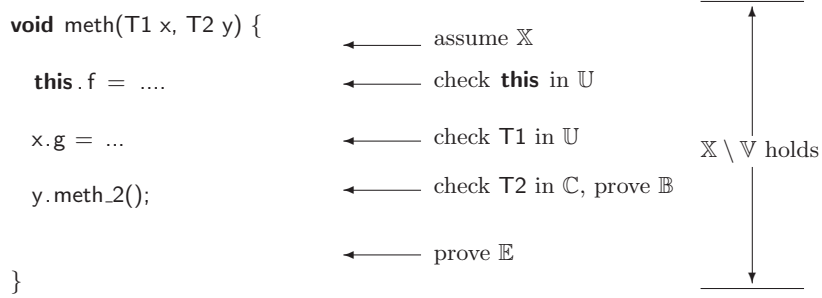 void meth(T1 x, T2 y) {
assume 𝕏
this.f = ....
check this in 𝕌
x.g = ...
check T1 in 𝕌
𝕏 \ 𝕍 holds
y.meth_2();
check T2 in ℂ, prove 𝔹
prove 𝔼
}